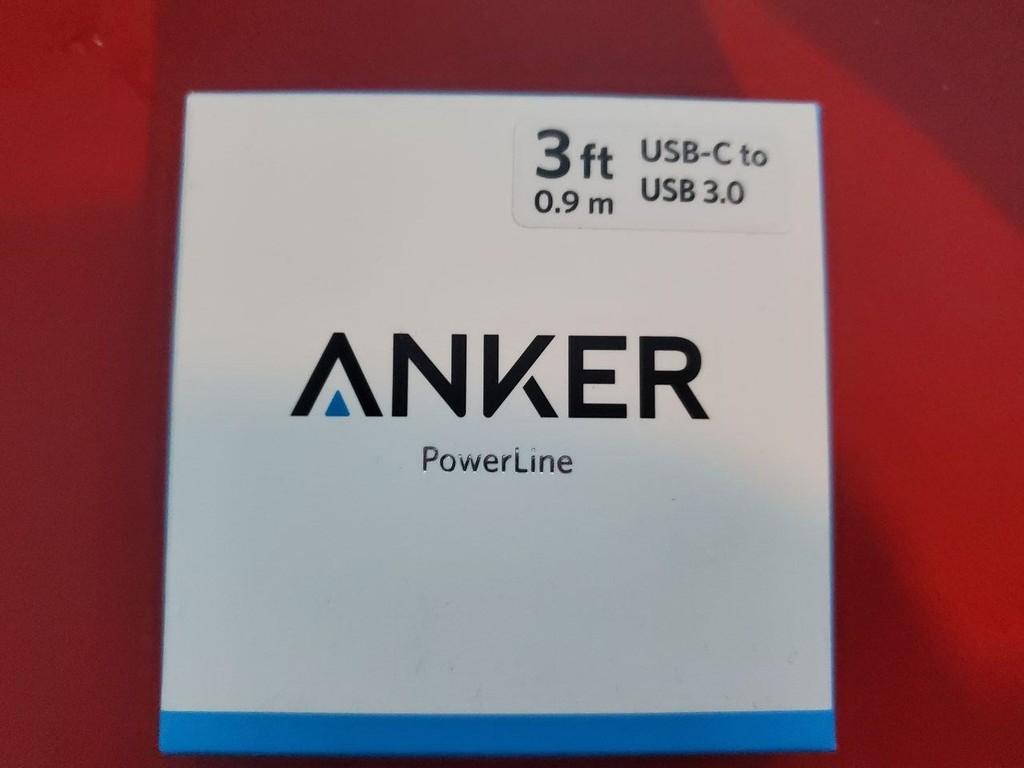 3 ft USB-C to
0.9 m USB 3.0
ANKER
PowerLine